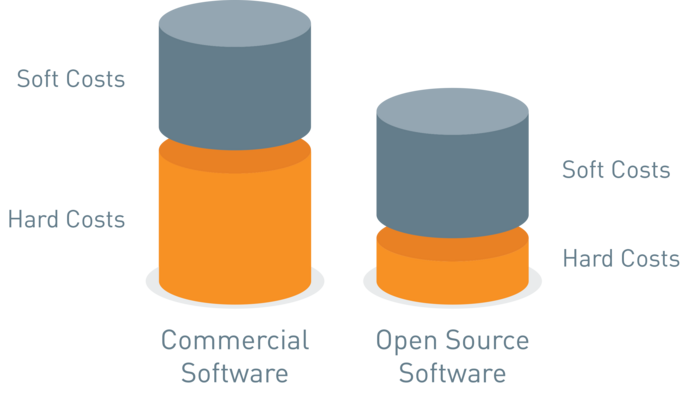 Soft Costs
Hard Costs
Soft Costs
Hard Costs
Commercial
Software
Open Source
Software